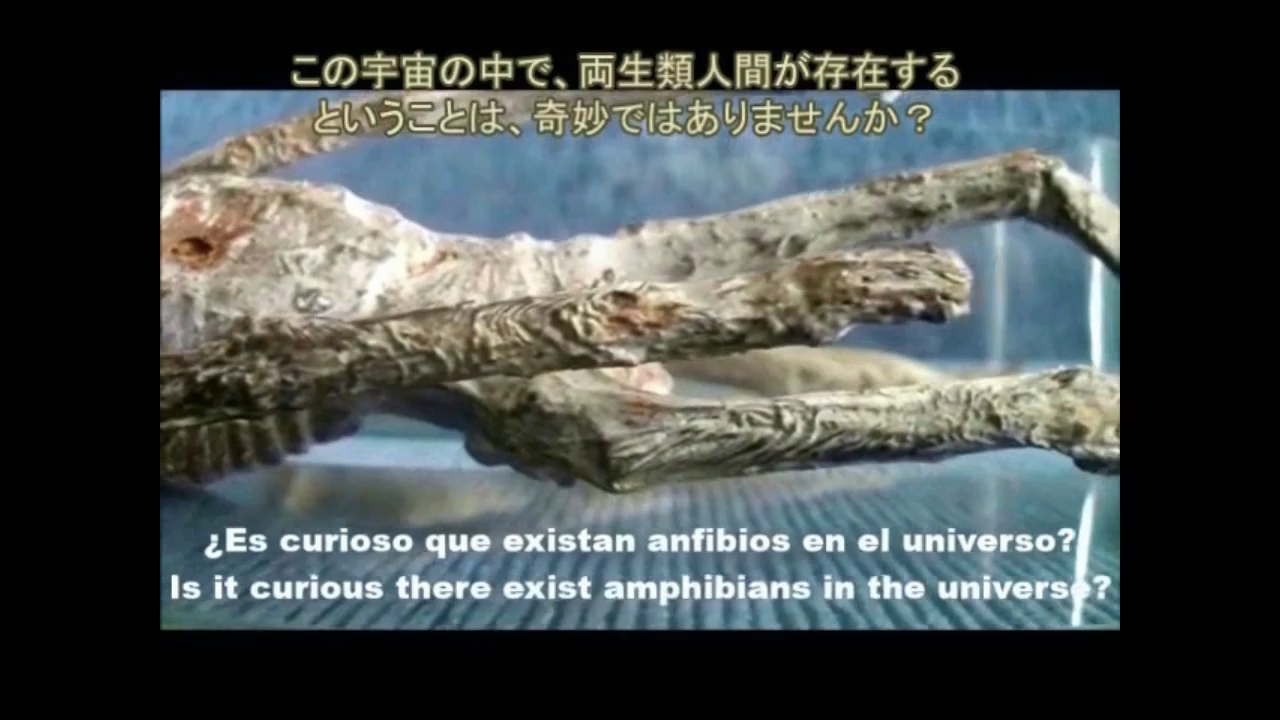 この宇宙の中で、両生類人間が存在する
ということは、奇妙ではありませんか？
¿Es curioso que existan anfibios en el universo?
Is it curious there exist amphibians in the universe?